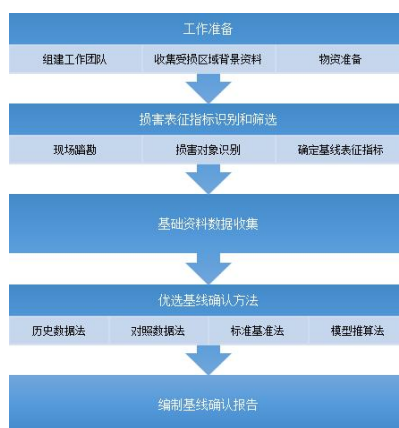 工作准备
组建工作团队 收集受损区域背景资料 物资准备
损害表征指标识别和筛选
现场踏勘 损害对象识别 确定基线表征指标
基础资料数据收集
优选基线确认方法
历史数据法 对照数据法 标准基准法 模型推算法
编制基线确认报告